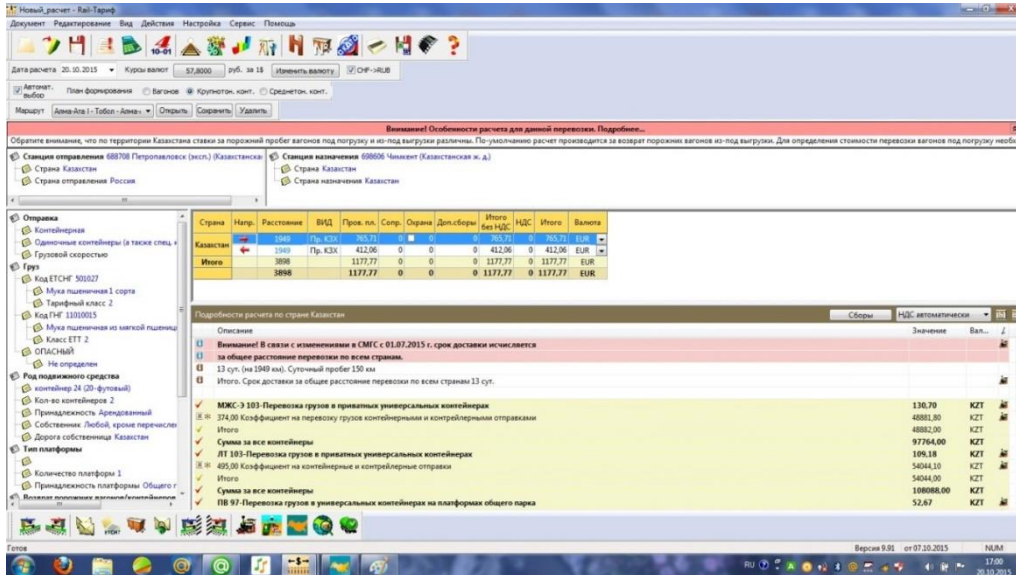 Новый_расчет - Rail-Тариф
Документ Редактирование Вид Действия Настройка Сервис Помощь
10-01
Дата расчета 20.10.2015 Курсы валют 57,8000 руб. за 1$ Изменить валюту CHF->RUB
Автомат. выбор План формирования Вагонов Крупнотон. конт. Среднетон. конт.
Маршрут Алма-Ата I - Тобол - Алма- Открыть Сохранить Удалить
Внимание! Особенности расчета для данной перевозки. Подробнее...
Обратите внимание, что по территории Казахстана ставки за порожний пробег вагонов под погрузку и из-под выгрузки различны. По-умолчанию расчет производится за возврат порожних вагонов из-под выгрузки. Для определения стоимости перевозки вагонов под погрузку необх
Станция отправления 688708 Петропавловск (эксп.) (Казахстанска
Страна Казахстан
Страна отправления Россия
Станция назначения 698606 Чимкент (Казахстанская ж. д.)
Страна Казахстан
Страна назначения Казахстан
Отправка
Контейнерная
Одиночные контейнеры (а также спец. к
Грузовой скоростью
Груз
Код ЕТСНГ 501027
Мука пшеничная 1 сорта
Тарифный класс 2
Код ГНГ 11010015
Мука пшеничная из мягкой пшениц
Класс ЕТТ 2
ОПАСНЫЙ
Не определен
Род подвижного средства
контейнер 24 (20-футовый)
Кол-во контейнеров 2
Принадлежность Арендованный
Собственник Любой, кроме перечислен
Дорога собственница Казахстан
Тип платформы
Количество платформ 1
Принадлежность платформы Общего п
Возврат порожних вагонов/контейнеров
Страна Напр. Расстояние ВИД Пров. пл. Сопр. Охрана Доп.сборы Итого без НДС НДС Итого Валюта
Казахстан 1949 Пр. КЗХ 765,71 0 0 0 765,71 0 765,71 EUR
1949 Пр. КЗХ 412,06 0 0 0 412,06 0 412,06 EUR
Итого 3898 1177,77 0 0 0 1177,77 0 1177,77 EUR
3898 1177,77 0 0 0 1177,77 0 1177,77 EUR
Подробности расчета по стране Казахстан Сборы НДС автоматически
Описание Значение Вал...
Внимание! В связи с изменениями в СМГС с 01.07.2015 г. срок доставки исчисляется
за общее расстояние перевозки по всем странам.
13 сут. (на 1949 км). Суточный пробег 150 км
Итого. Срок доставки за общее расстояние перевозки по всем странам 13 сут.
МЖС-Э 103-Перевозка грузов в приватных универсальных контейнерах 130,70 KZT
374,00 Коэффициент на перевозку грузов контейнерными и контрейлерными отправками 48881,80 KZT
Итого 48882,00 KZT
Сумма за все контейнеры 97764,00 KZT
ЛТ 103-Перевозка грузов в приватных универсальных контейнерах 109,18 KZT
495,00 Коэффициент на контейнерные и контрейлерные отправки 54044,10 KZT
Итого 54044,00 KZT
Сумма за все контейнеры 108088,00 KZT
ПВ 97-Перевозка грузов в универсальных контейнерах на платформах общего парка 52,67 KZT
Готов Версия 9.91 от 07.10.2015 NUM
RU 17:00
20.10.2015